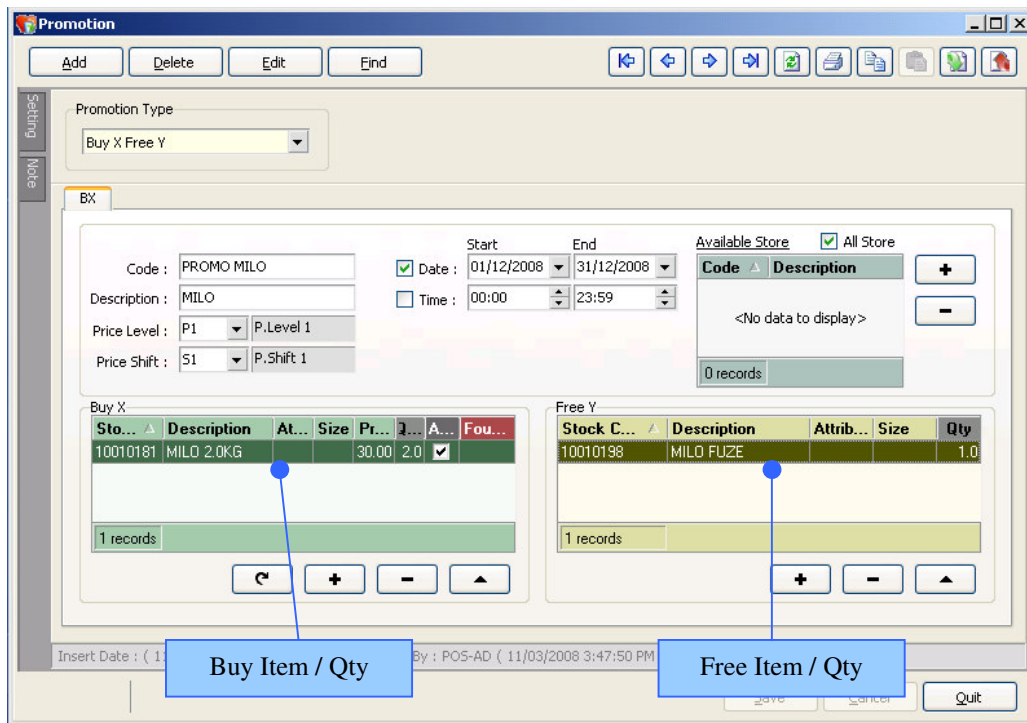 Promotion
Add Delete Edit Find
Setting
Note
Promotion Type
Buy X Free Y
BX
Start End Available Store All Store
Code : PROMO MILO Date : 01/12/2008 31/12/2008 Code Description
Description : MILO Time : 00:00 23:59
<No data to display>
Price Level : P1 P.Level 1
Price Shift : S1 P.Shift 1
0 records
Buy X Free Y
Sto... Description At... Size Pr... A... Fou... Stock C... Description Attrib... Size Qty
10010181 MILO 2.0KG 30.00 2.0 10010198 MILO FUZE 1.0
1 records 1 records
Insert Date : ( 11 By : POS-AD ( 11/03/2008 3:47:50 PM
Buy Item / Qty Free Item / Qty
Save Cancel Quit